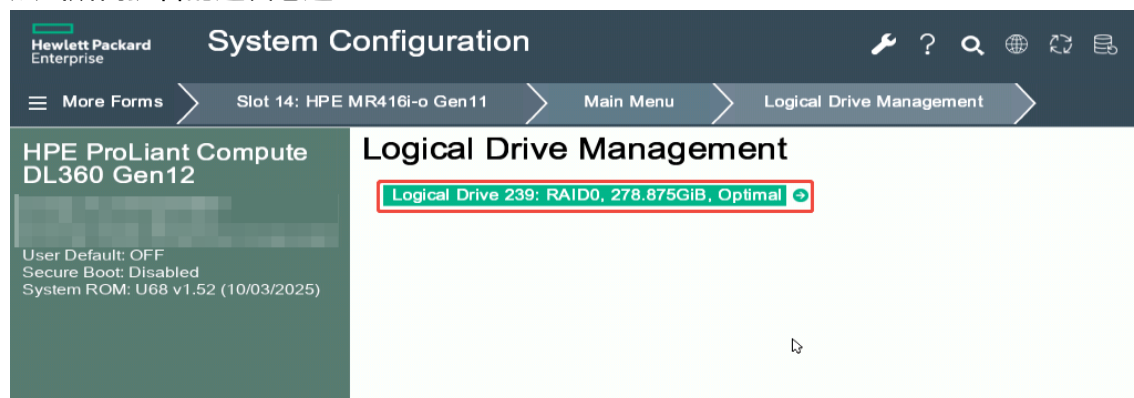 Hewlett Packard
Enterprise
System Configuration
?
More Forms
Slot 14: HPE MR416i-o Gen11
Main Menu
Logical Drive Management
HPE ProLiant Compute
DL360 Gen12
User Default: OFF
Secure Boot: Disabled
System ROM: U68 v1.52 (10/03/2025)
Logical Drive Management
Logical Drive 239: RAID0, 278.875GiB, Optimal